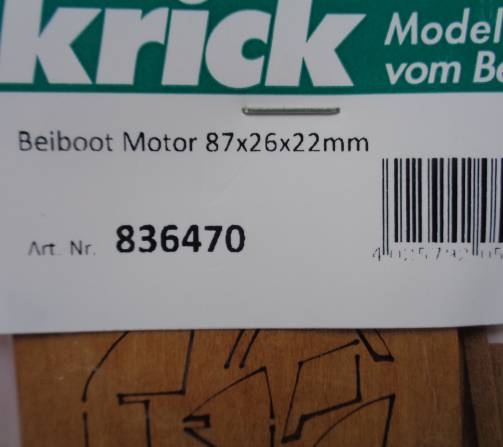 krick
Model
vom Be
Beiboot Motor 87x26x22mm
Art. Nr. 836470